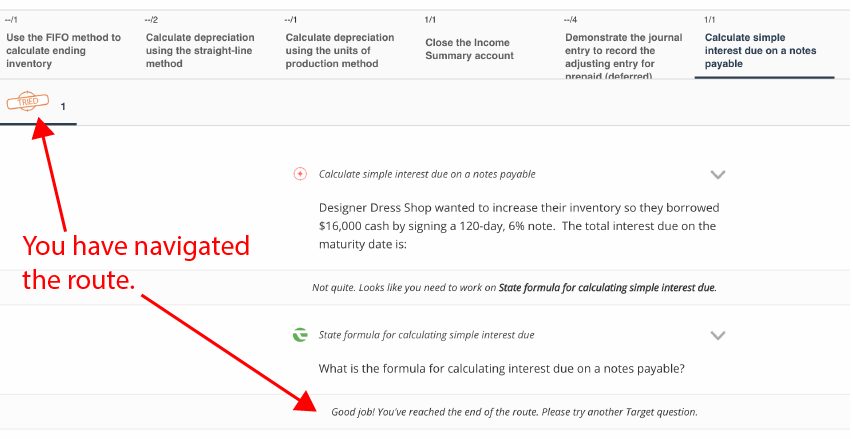 --/1
Use the FIFO method to
calculate ending
inventory
--/2
Calculate depreciation
using the straight-line
method
--/1
Calculate depreciation
using the units of
production method
1/1
Close the Income
Summary account
--/4
Demonstrate the journal
entry to record the
adjusting entry for
prepaid (deferred)
1/1
Calculate simple
interest due on a notes
payable
TRIED
1
Calculate simple interest due on a notes payable
Designer Dress Shop wanted to increase their inventory so they borrowed
$16,000 cash by signing a 120-day, 6% note.  The total interest due on the
maturity date is:
You have navigated
the route.
Not quite. Looks like you need to work on State formula for calculating simple interest due.
State formula for calculating simple interest due
What is the formula for calculating interest due on a notes payable?
Good job! You've reached the end of the route. Please try another Target question.